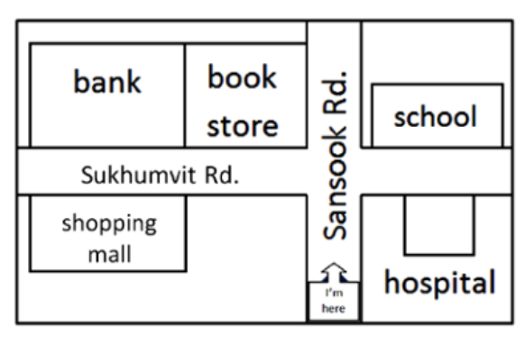 bank
book
store
Sansook Rd.
school
Sukhumvit Rd.
shopping
mall
I'm
here
hospital